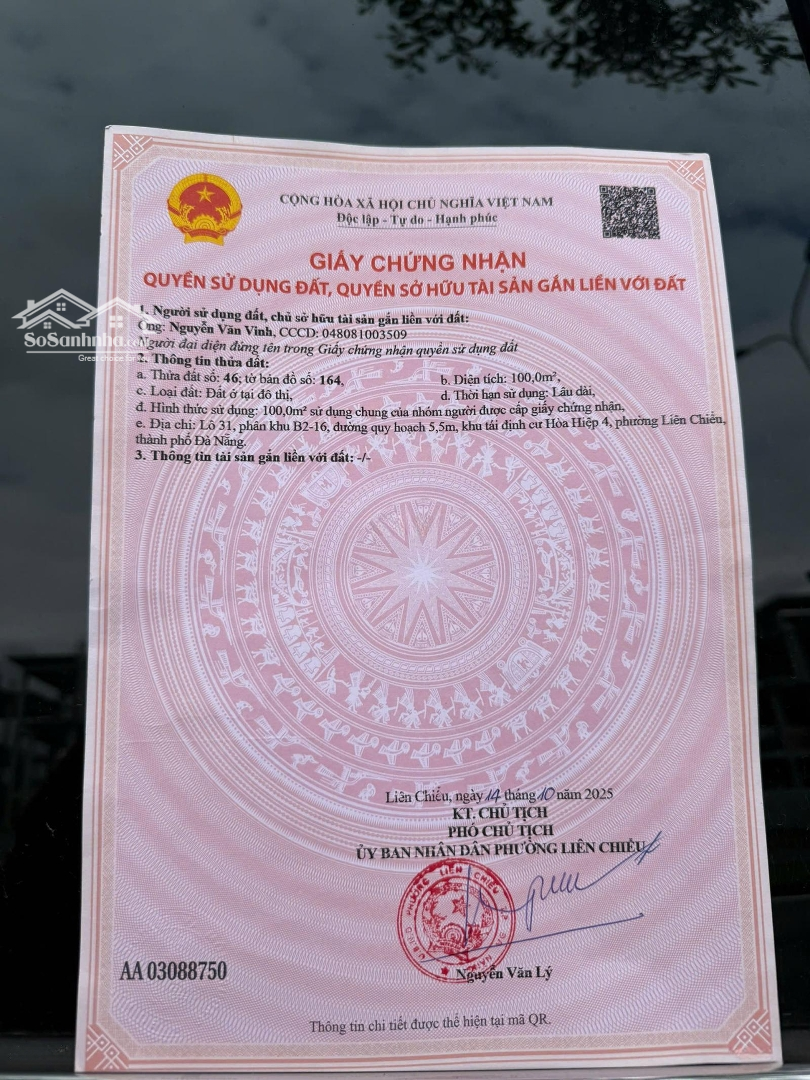 CỘNG HÒA XÃ HỘI CHỦ NGHĨA VIỆT NAM
Độc lập - Tự do - Hạnh phúc
GIẤY CHỨNG NHẬN
QUYỀN SỬ DỤNG ĐẤT, QUYỀN SỞ HỮU TÀI SẢN GẮN LIỀN VỚI ĐẤT
1. Người sử dụng đất, chủ sở hữu tài sản gắn liền với đất:
Ông: Nguyễn Văn Vinh, CCCD: 048081003509
Người đại diện đứng tên trong Giấy chứng nhận quyền sử dụng đất
2. Thông tin thửa đất:
a. Thửa đất số: 46; tờ bản đồ số: 164, b. Diện tích: 100,0m²,
c. Loại đất: Đất ở tại đô thị, d. Thời hạn sử dụng: Lâu dài,
đ. Hình thức sử dụng: 100,0m² sử dụng chung của nhóm người được cấp giấy chứng nhận,
e. Địa chỉ: Lô 31, phân khu B2-16, đường quy hoạch 5,5m, khu tái định cư Hòa Hiệp 4, phường Liên Chiểu,
thành phố Đà Nẵng.
3. Thông tin tài sản gắn liền với đất: -/-
SoSanhnha
Great choice
Liên Chiểu, ngày 14 tháng 10 năm 2025
KT. CHỦ TỊCH
PHÓ CHỦ TỊCH
ỦY BAN NHÂN DÂN PHƯỜNG LIÊN CHIỂU
PHƯỜNG LIÊN CHIỂU
Nguyễn Văn Lý
AA 03088750
Thông tin chi tiết được thể hiện tại mã QR.